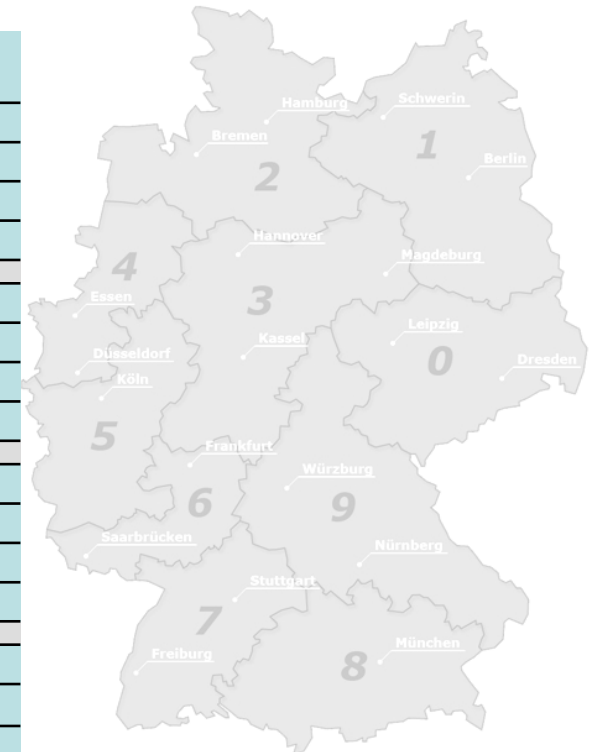 Hamburg
Schwerin
Bremen
1
Berlin
2
Hannover
Magdeburg
4
Essen
3
Leipzig
Kassel
Düsseldorf
0
Dresden
Köln
5
Frankfurt
Würzburg
6
9
Saarbrücken
Nürnberg
Stuttgart
7
München
Freiburg
8